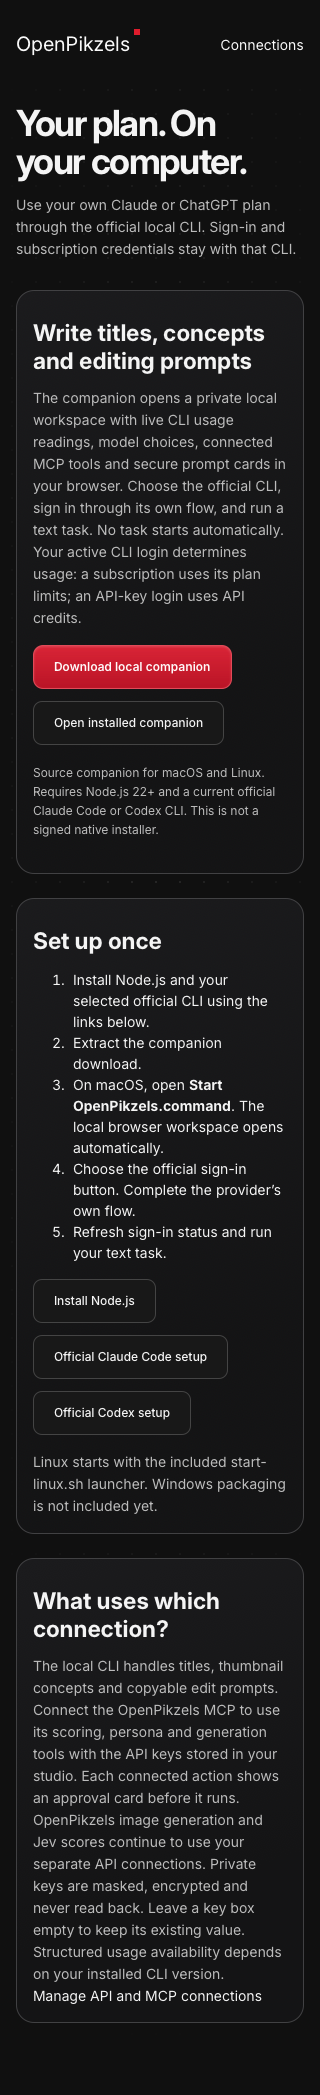 OpenPikzels
Connections
Your plan. On
your computer.
Use your own Claude or ChatGPT plan
through the official local CLI. Sign-in and
subscription credentials stay with that CLI.
Write titles, concepts
and editing prompts
The companion opens a private local
workspace with live CLI usage
readings, model choices, connected
MCP tools and secure prompt cards in
your browser. Choose the official CLI,
sign in through its own flow, and run a
text task. No task starts automatically.
Your active CLI login determines
usage: a subscription uses its plan
limits; an API-key login uses API
credits.
Download local companion
Open installed companion
Source companion for macOS and Linux.
Requires Node.js 22+ and a current official
Claude Code or Codex CLI. This is not a
signed native installer.
Set up once
1. Install Node.js and your
selected official CLI using the
links below.
2. Extract the companion
download.
3. On macOS, open Start
OpenPikzels.command. The
local browser workspace opens
automatically.
4. Choose the official sign-in
button. Complete the provider's
own flow.
5. Refresh sign-in status and run
your text task.
Install Node.js
Official Claude Code setup
Official Codex setup
Linux starts with the included start-
linux.sh launcher. Windows packaging
is not included yet.
What uses which
connection?
The local CLI handles titles, thumbnail
concepts and copyable edit prompts.
Connect the OpenPikzels MCP to use
its scoring, persona and generation
tools with the API keys stored in your
studio. Each connected action shows
an approval card before it runs.
OpenPikzels image generation and
Jev scores continue to use your
separate API connections. Private
keys are masked, encrypted and
never read back. Leave a key box
empty to keep its existing value.
Structured usage availability depends
on your installed CLI version.
Manage API and MCP connections